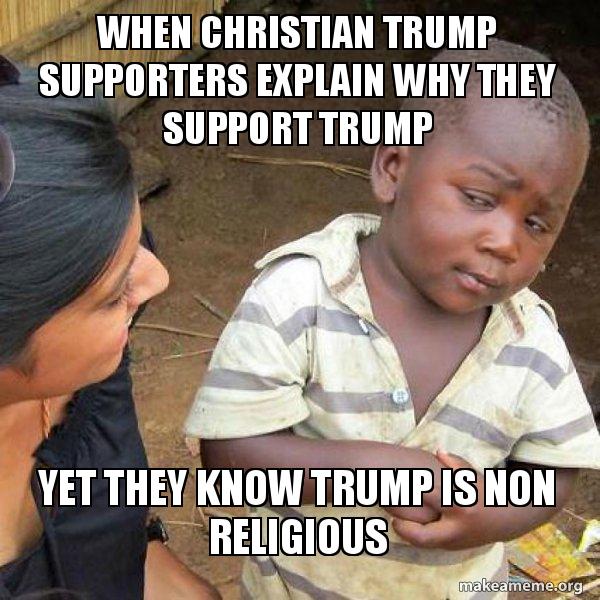 WHEN CHRISTIAN TRUMP
SUPPORTERS EXPLAIN WHY THEY
SUPPORT TRUMP
YET THEY KNOW TRUMP IS NON
RELIGIOUS
makeameme.org